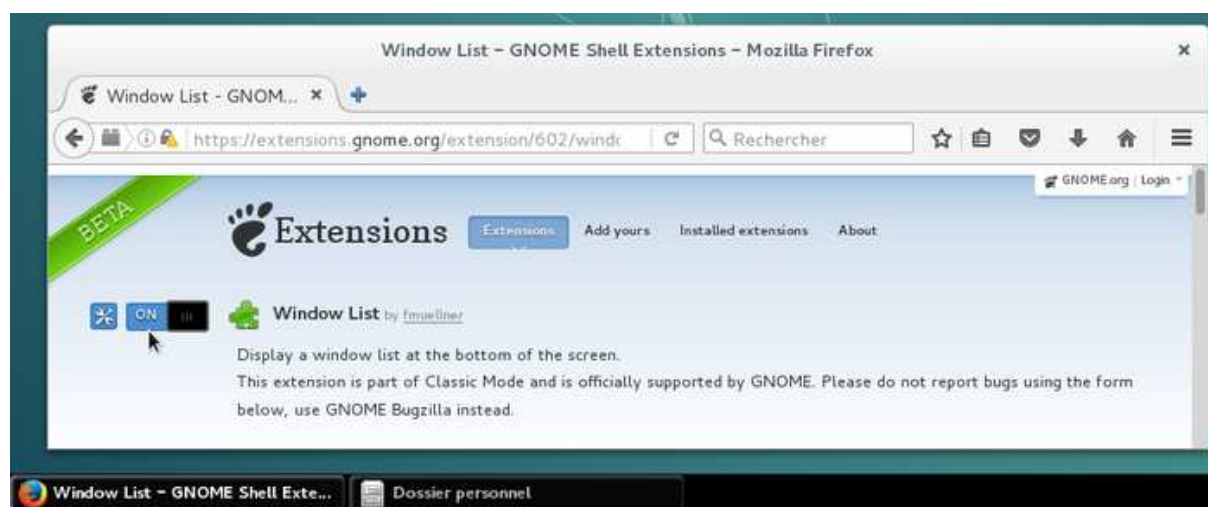 Window List – GNOME Shell Extensions – Mozilla Firefox
Window List - GNOM...
https://extensions.gnome.org/extension/602/windo
Rechercher
GNOME.org | Login
BETA
Extensions
Extensions Add yours Installed extensions About
ON
Window List by fmuellner
Display a window list at the bottom of the screen.
This extension is part of Classic Mode and is officially supported by GNOME. Please do not report bugs using the form
below, use GNOME Bugzilla instead.
Window List – GNOME Shell Exte... Dossier personnel